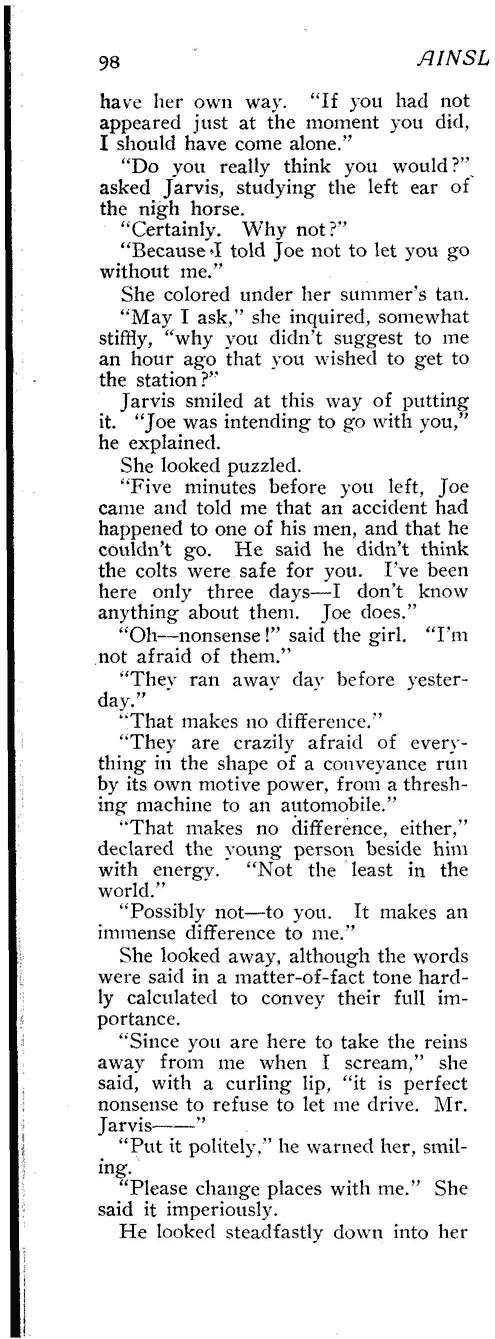 98
AINSL
have her own way. "If you had not
appeared just at the moment you did,
I should have come alone."
"Do you really think you would?"
asked Jarvis, studying the left ear of
the nigh horse.
"Certainly. Why not?"
"Because I told Joe not to let you go
without me."
She colored under her summer's tan.
"May I ask," she inquired, somewhat
stiffly, "why you didn't suggest to me
an hour ago that you wished to get to
the station?"
Jarvis smiled at this way of putting
it. "Joe was intending to go with you,"
he explained.
She looked puzzled.
"Five minutes before you left, Joe
came and told me that an accident had
happened to one of his men, and that he
couldn't go. He said he didn't think
the colts were safe for you. I've been
here only three days—I don't know
anything about them. Joe does."
"Oh—nonsense!" said the girl. "I'm
not afraid of them."
"They ran away day before yester-
day."
"That makes no difference."
"They are crazily afraid of every-
thing in the shape of a conveyance run
by its own motive power, from a thresh-
ing machine to an automobile."
"That makes no difference, either,"
declared the young person beside him
with energy. "Not the least in the
world."
"Possibly not—to you. It makes an
immense difference to me."
She looked away, although the words
were said in a matter-of-fact tone hard-
ly calculated to convey their full im-
portance.
"Since you are here to take the reins
away from me when I scream," she
said, with a curling lip, "it is perfect
nonsense to refuse to let me drive. Mr.
Jarvis——"
"Put it politely," he warned her, smil-
ing.
"Please change places with me." She
said it imperiously.
He looked steadfastly down into her